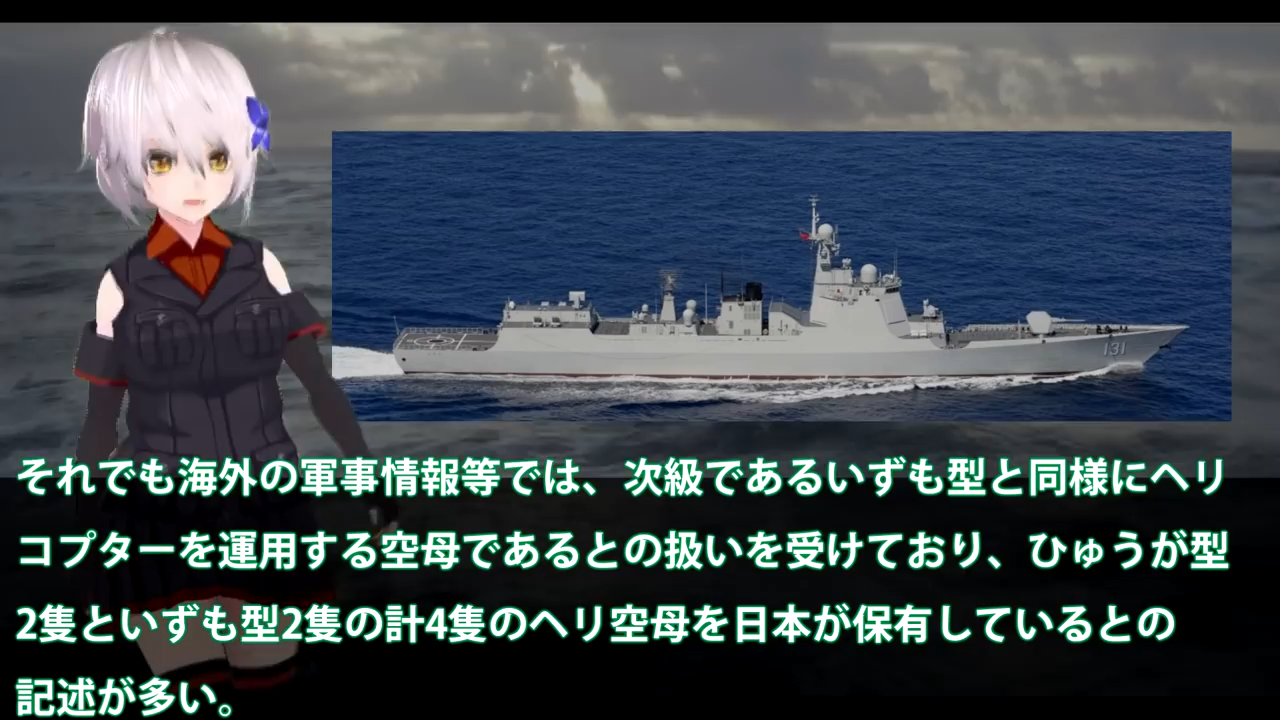 131
それでも海外の軍事情報等では、次級であるいずも型と同様にヘリ
コプターを運用する空母であるとの扱いを受けており、ひゅうが型
2隻といずも型2隻の計4隻のヘリ空母を日本が保有しているとの
記述が多い。